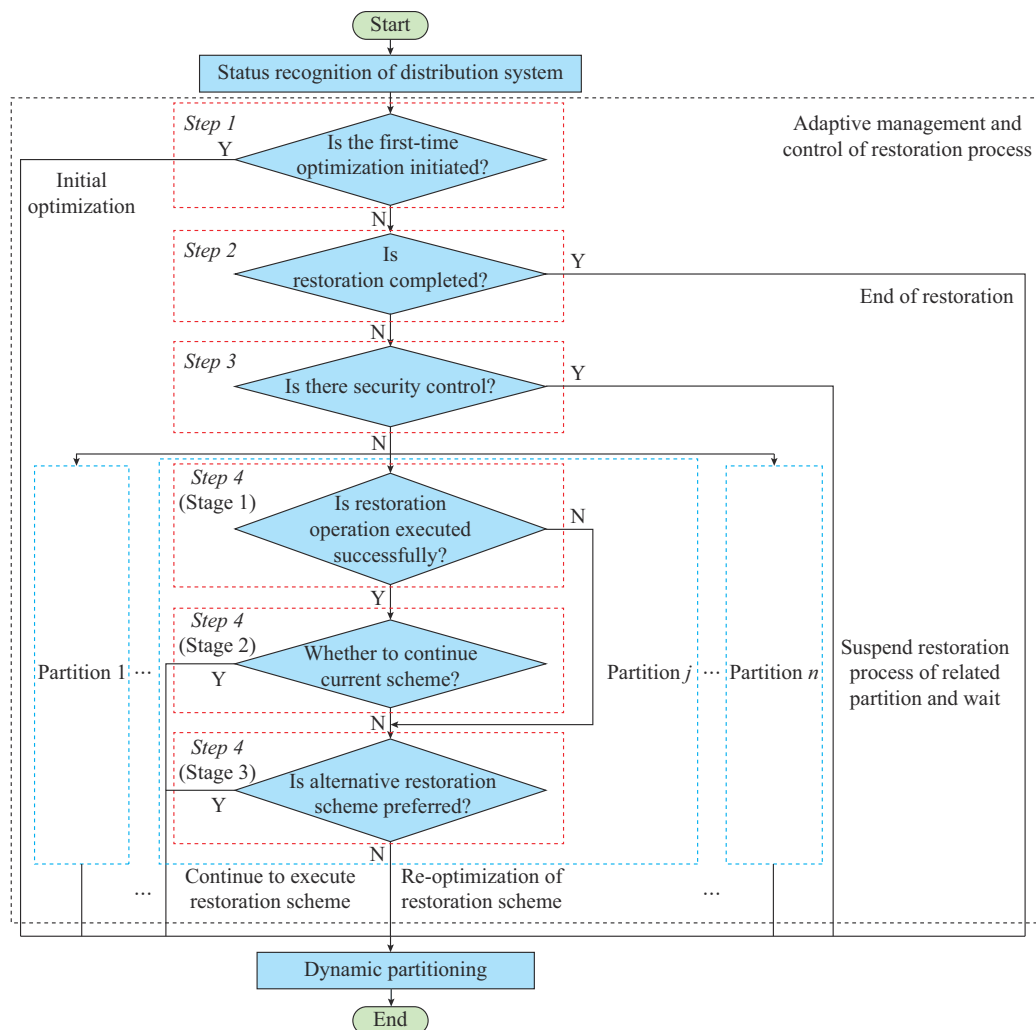 Start
Status recognition of distribution system
Adaptive management and
control of restoration process
Step 1
Is the first-time
optimization initiated?
Y
Initial
optimization
N
Step 2
Is
restoration completed?
Y
End of restoration
N
Step 3
Is there security control?
Y
N
Step 4
(Stage 1)
Is restoration
operation executed
successfully?
N
Y
Step 4
(Stage 2)
Whether to continue
current scheme?
Y
N
Partition 1
...
Partition j
...
Partition n
Suspend restoration
process of related
partition and wait
Step 4
(Stage 3)
Is alternative restoration
scheme preferred?
Y
N
...
Continue to execute
restoration scheme
Re-optimization of
restoration scheme
...
Dynamic partitioning
End